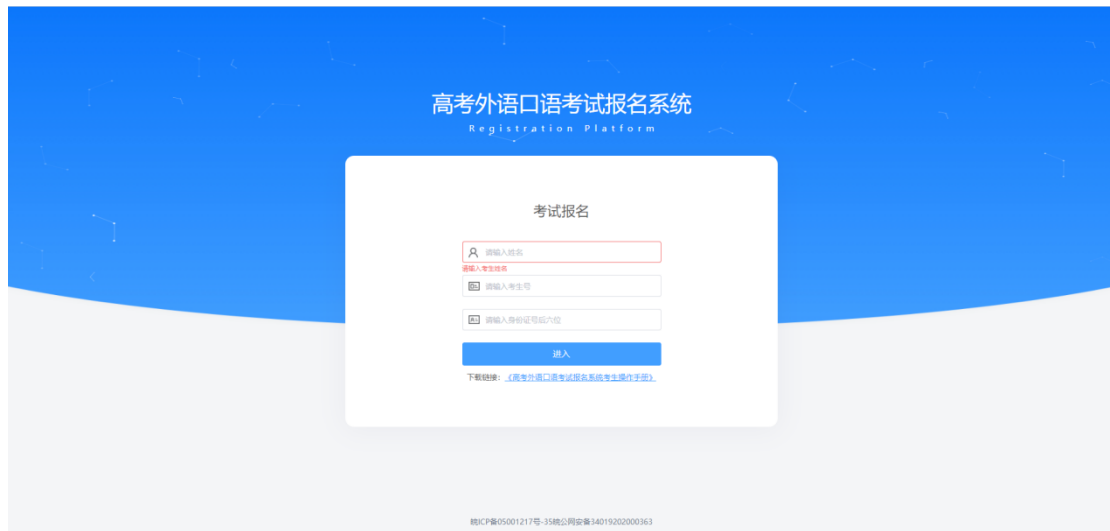 高考外语口语考试报名系统
Registration Platform
考试报名
请输入姓名
请输入考生姓名
请输入考生号
请输入身份证号后六位
进入
下载链接：《高考外语口语考试报名系统考生操作手册》
皖ICP备05001217号-35皖公网安备34019202000363